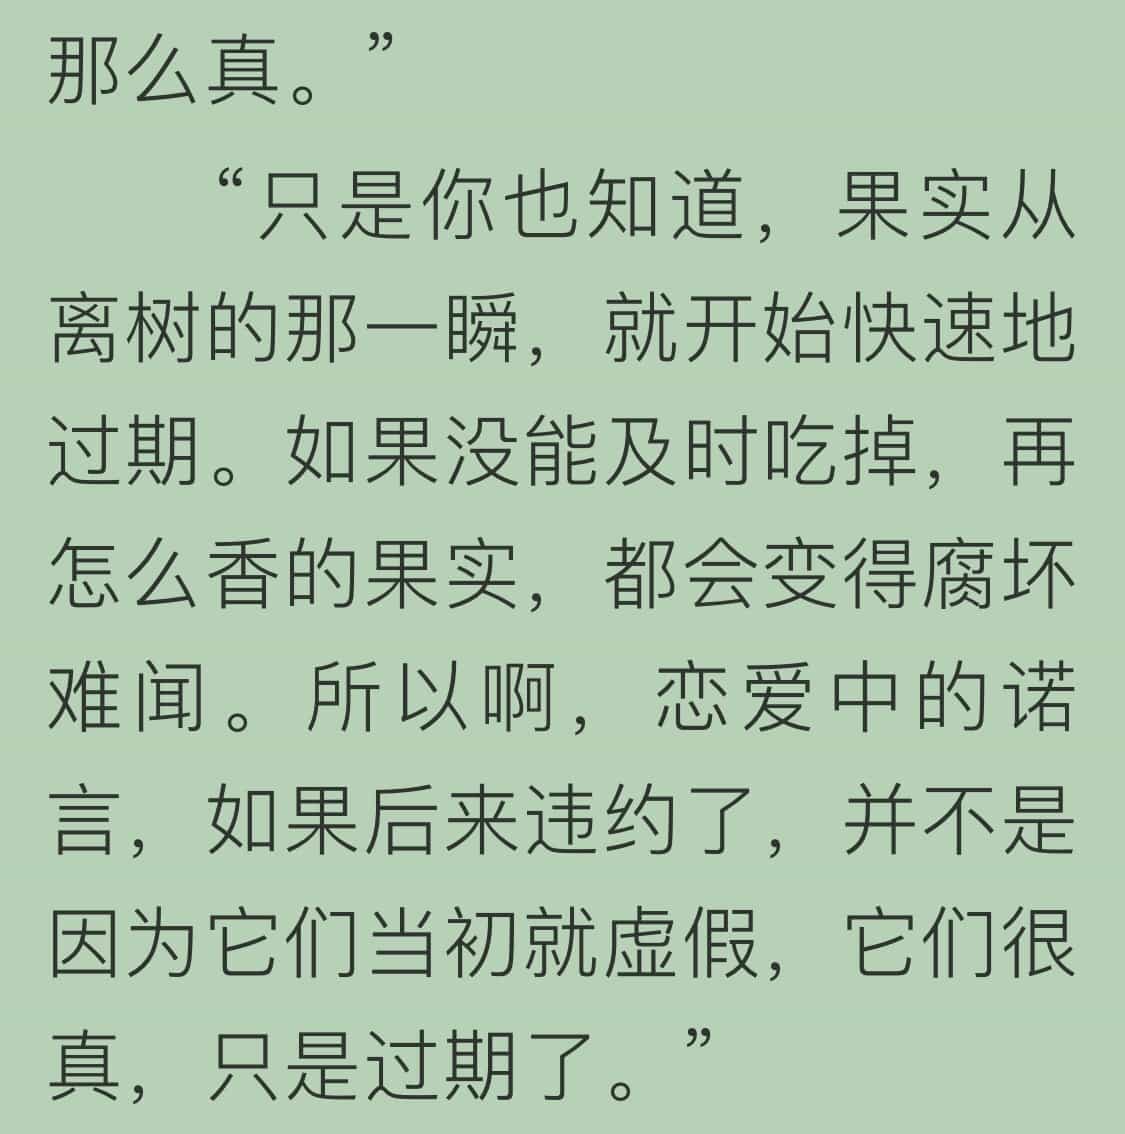 那么真。”
“只是你也知道，果实从
离树的那一瞬，就开始快速地
过期。如果没能及时吃掉，再
怎么香的果实，都会变得腐坏
难闻。所以啊，恋爱中的诺
言，如果后来违约了，并不是
因为它们当初就虚假，它们很
真，只是过期了。”